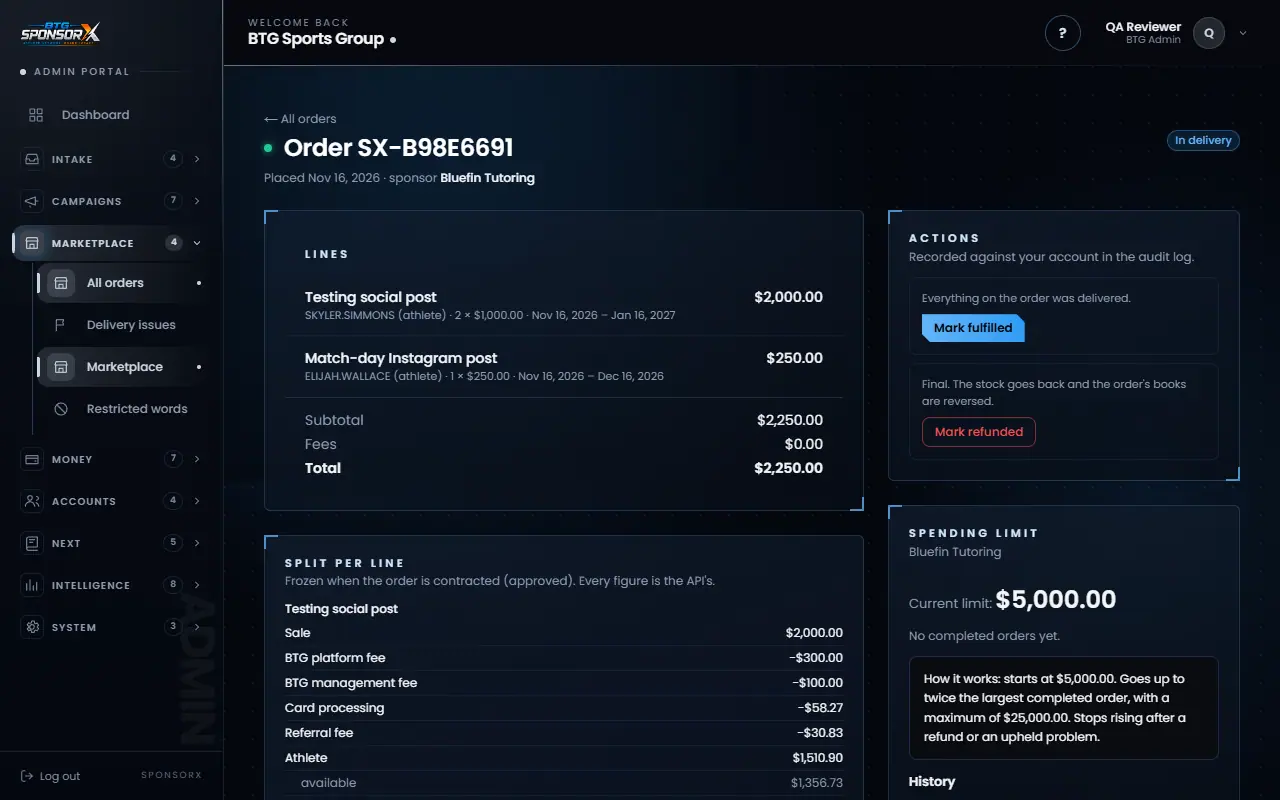 BTG
SPONSORX
ADMIN PORTAL
Dashboard
INTAKE 4
CAMPAIGNS 7
MARKETPLACE 4
All orders
Delivery issues
Marketplace
Restricted words
MONEY 7
ACCOUNTS 4
NEXT 5
INTELLIGENCE 8
SYSTEM 3
ADMIN
Log out SPONSORX
WELCOME BACK
BTG Sports Group
?
QA Reviewer
BTG Admin
Q
← All orders
Order SX-B98E6691
Placed Nov 16, 2026 · sponsor Bluefin Tutoring
In delivery
LINES
Testing social post $2,000.00
SKYLER.SIMMONS (athlete) · 2 × $1,000.00 · Nov 16, 2026 – Jan 16, 2027
Match-day Instagram post $250.00
ELIJAH.WALLACE (athlete) · 1 × $250.00 · Nov 16, 2026 – Dec 16, 2026
Subtotal $2,250.00
Fees $0.00
Total $2,250.00
SPLIT PER LINE
Frozen when the order is contracted (approved). Every figure is the API's.
Testing social post
Sale $2,000.00
BTG platform fee -$300.00
BTG management fee -$100.00
Card processing -$58.27
Referral fee -$30.83
Athlete $1,510.90
available $1,356.73
ACTIONS
Recorded against your account in the audit log.
Everything on the order was delivered.
Mark fulfilled
Final. The stock goes back and the order's books
are reversed.
Mark refunded
SPENDING LIMIT
Bluefin Tutoring
Current limit: $5,000.00
No completed orders yet.
How it works: starts at $5,000.00. Goes up to
twice the largest completed order, with a
maximum of $25,000.00. Stops rising after a
refund or an upheld problem.
History